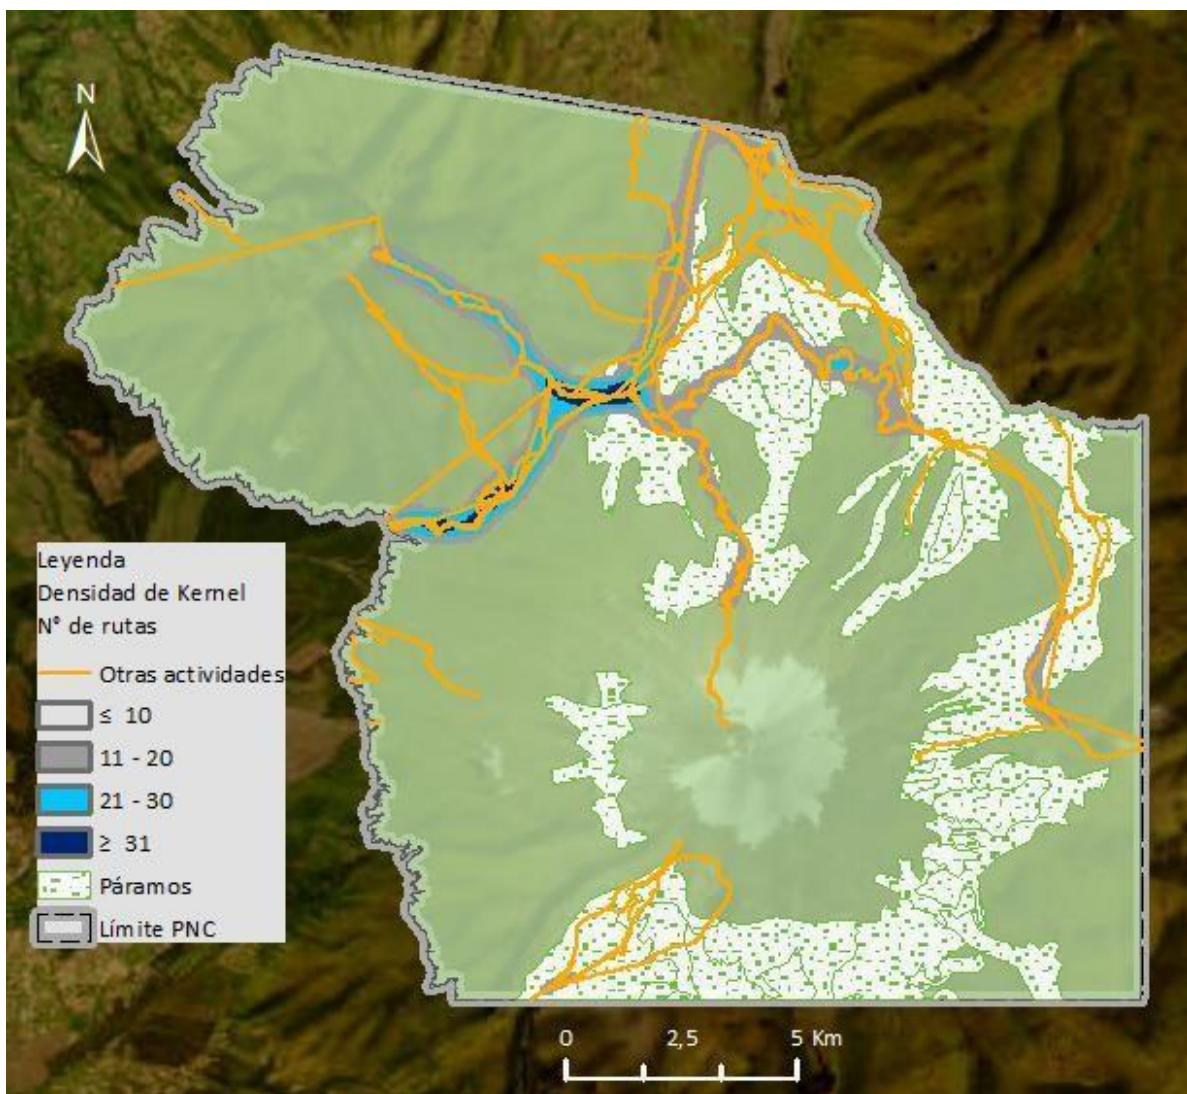 N
Leyenda
Densidad de Kernel
N° de rutas
Otras actividades
≤ 10
11 - 20
21 - 30
≥ 31
Páramos
Límite PNC
0 2,5 5 Km